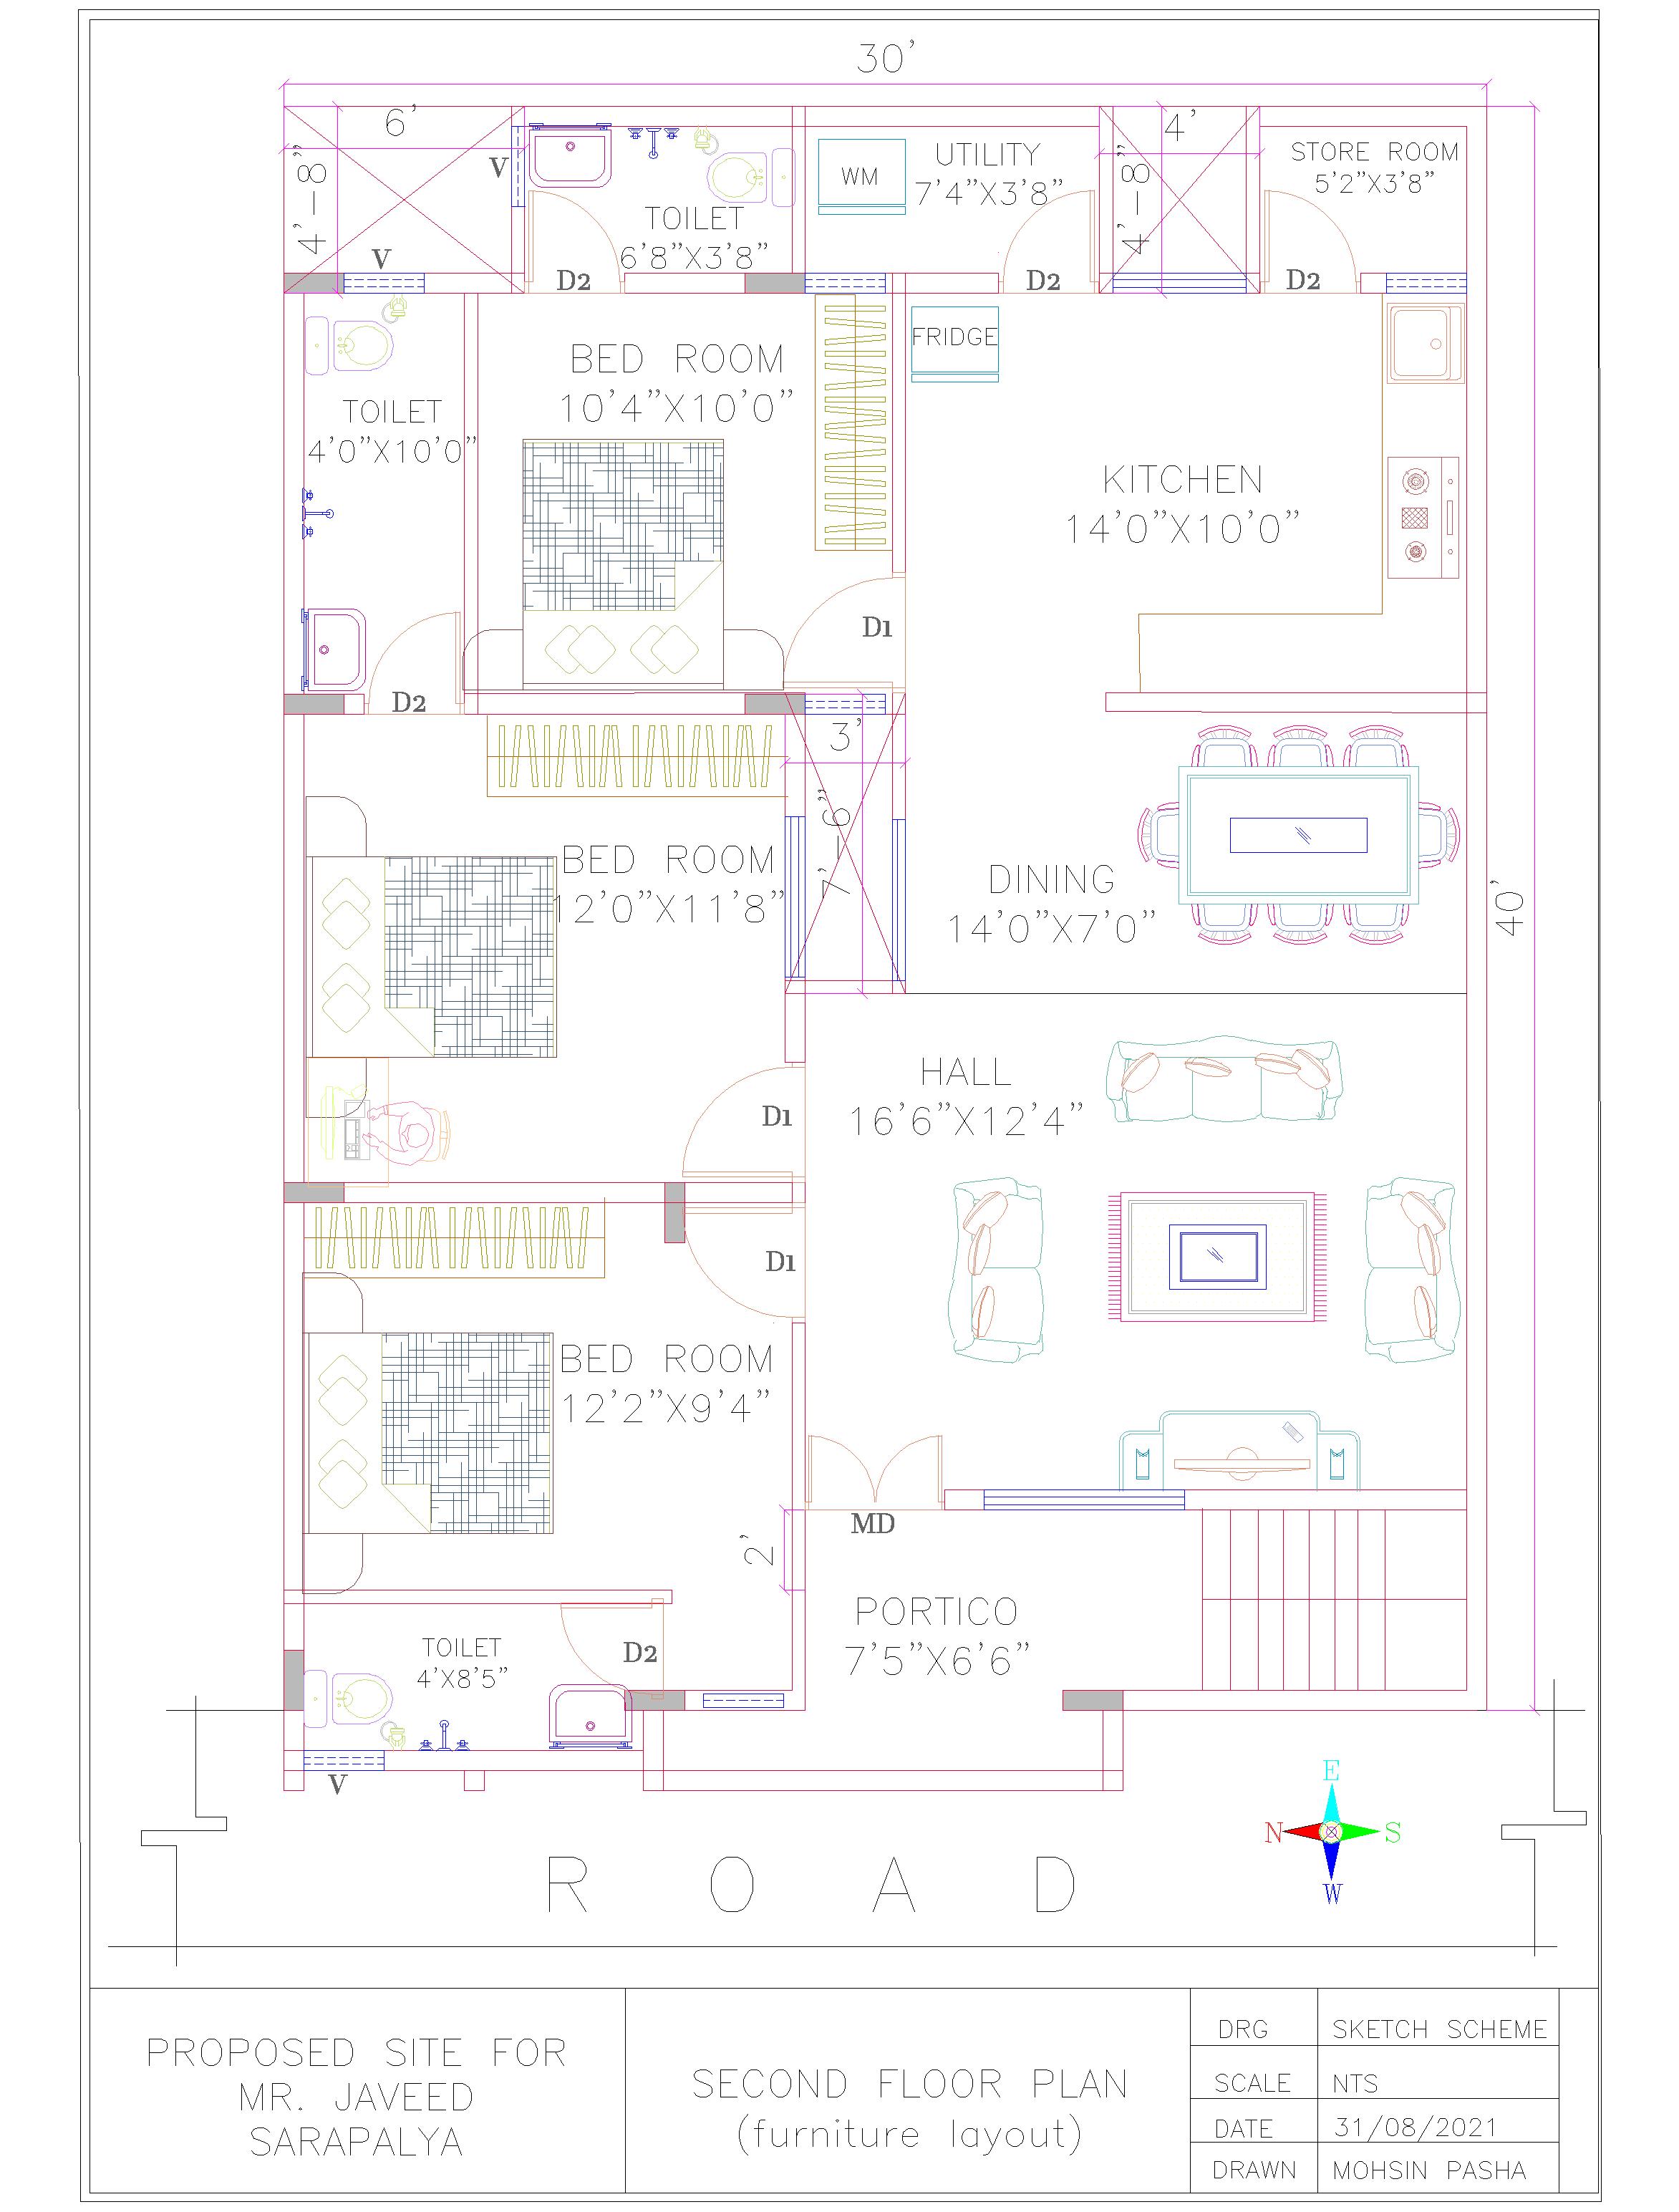 30'
6'
4'
4'-8"
V
WM
UTILITY
7'4"X3'8"
4'-8"
STORE ROOM
5'2"X3'8"
TOILET
6'8"X3'8"
V
D2
D2
D2
FRIDGE
BED ROOM
10'4"X10'0"
TOILET
4'0"X10'0"
KITCHEN
14'0"X10'0"
D1
D2
3'
7'-6"
BED ROOM
12'0"X11'8"
DINING
14'0"X7'0"
40'
HALL
16'6"X12'4"
D1
D1
BED ROOM
12'2"X9'4"
MD
2'
PORTICO
7'5"X6'6"
TOILET
4'X8'5"
D2
V
E
N
S
W
ROAD
PROPOSED SITE FOR
MR. JAVEED
SARAPALYA
SECOND FLOOR PLAN
(furniture layout)
DRG SKETCH SCHEME
SCALE NTS
DATE 31/08/2021
DRAWN MOHSIN PASHA